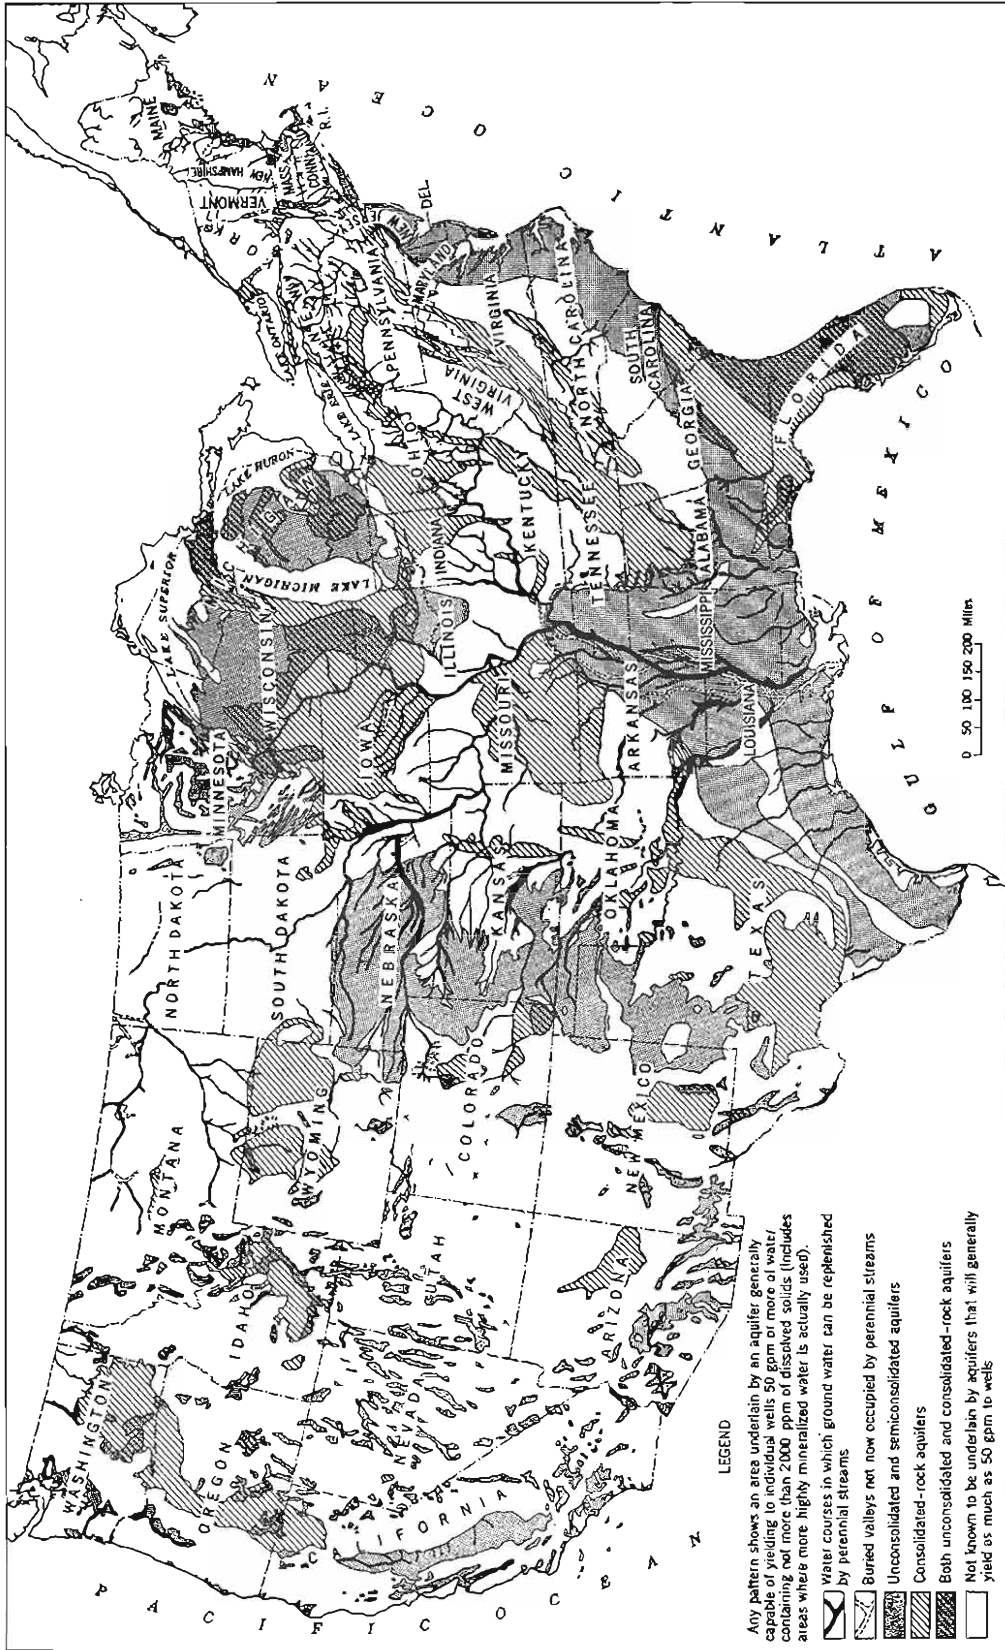 WASHINGTON
OREGON
CALIFORNIA
NEVADA
IDAHO
MONTANA
WYOMING
UTAH
COLORADO
ARIZONA
NEW MEXICO
NORTH DAKOTA
SOUTH DAKOTA
NEBRASKA
KANSAS
OKLAHOMA
TEXAS
MINNESOTA
IOWA
MISSOURI
ARKANSAS
LOUISIANA
WISCONSIN
ILLINOIS
INDIANA
MICHIGAN
OHIO
KENTUCKY
TENNESSEE
MISSISSIPPI
ALABAMA
GEORGIA
FLORIDA
SOUTH
CAROLINA
NORTH CAROLINA
VIRGINIA
WEST
VIRGINIA
MARYLAND
DEL.
NEW
JERSEY
PENNSYLVANIA
NEW YORK
VERMONT
NEW HAMPSHIRE
MAINE
MASS.
CONN.
R.I.
LAKE SUPERIOR
LAKE MICHIGAN
LAKE HURON
LAKE ERIE
LAKE ONTARIO
PACIFIC OCEAN
ATLANTIC OCEAN
GULF OF MEXICO
0 50 100 150 200 Miles
LEGEND
Any pattern shows an area underlain by an aquifer generally
capable of yielding to individual wells 50 gpm or more of water
containing not more than 2000 ppm of dissolved solids (includes
areas where more highly mineralized water is actually used).
Water courses in which ground water can be replenished
by perennial streams
Buried valleys not now occupied by perennial streams
Unconsolidated and semiconsolidated aquifers
Consolidated-rock aquifers
Both unconsolidated and consolidated-rock aquifers
Not known to be underlain by aquifers that will generally
yield as much as 50 gpm to wells